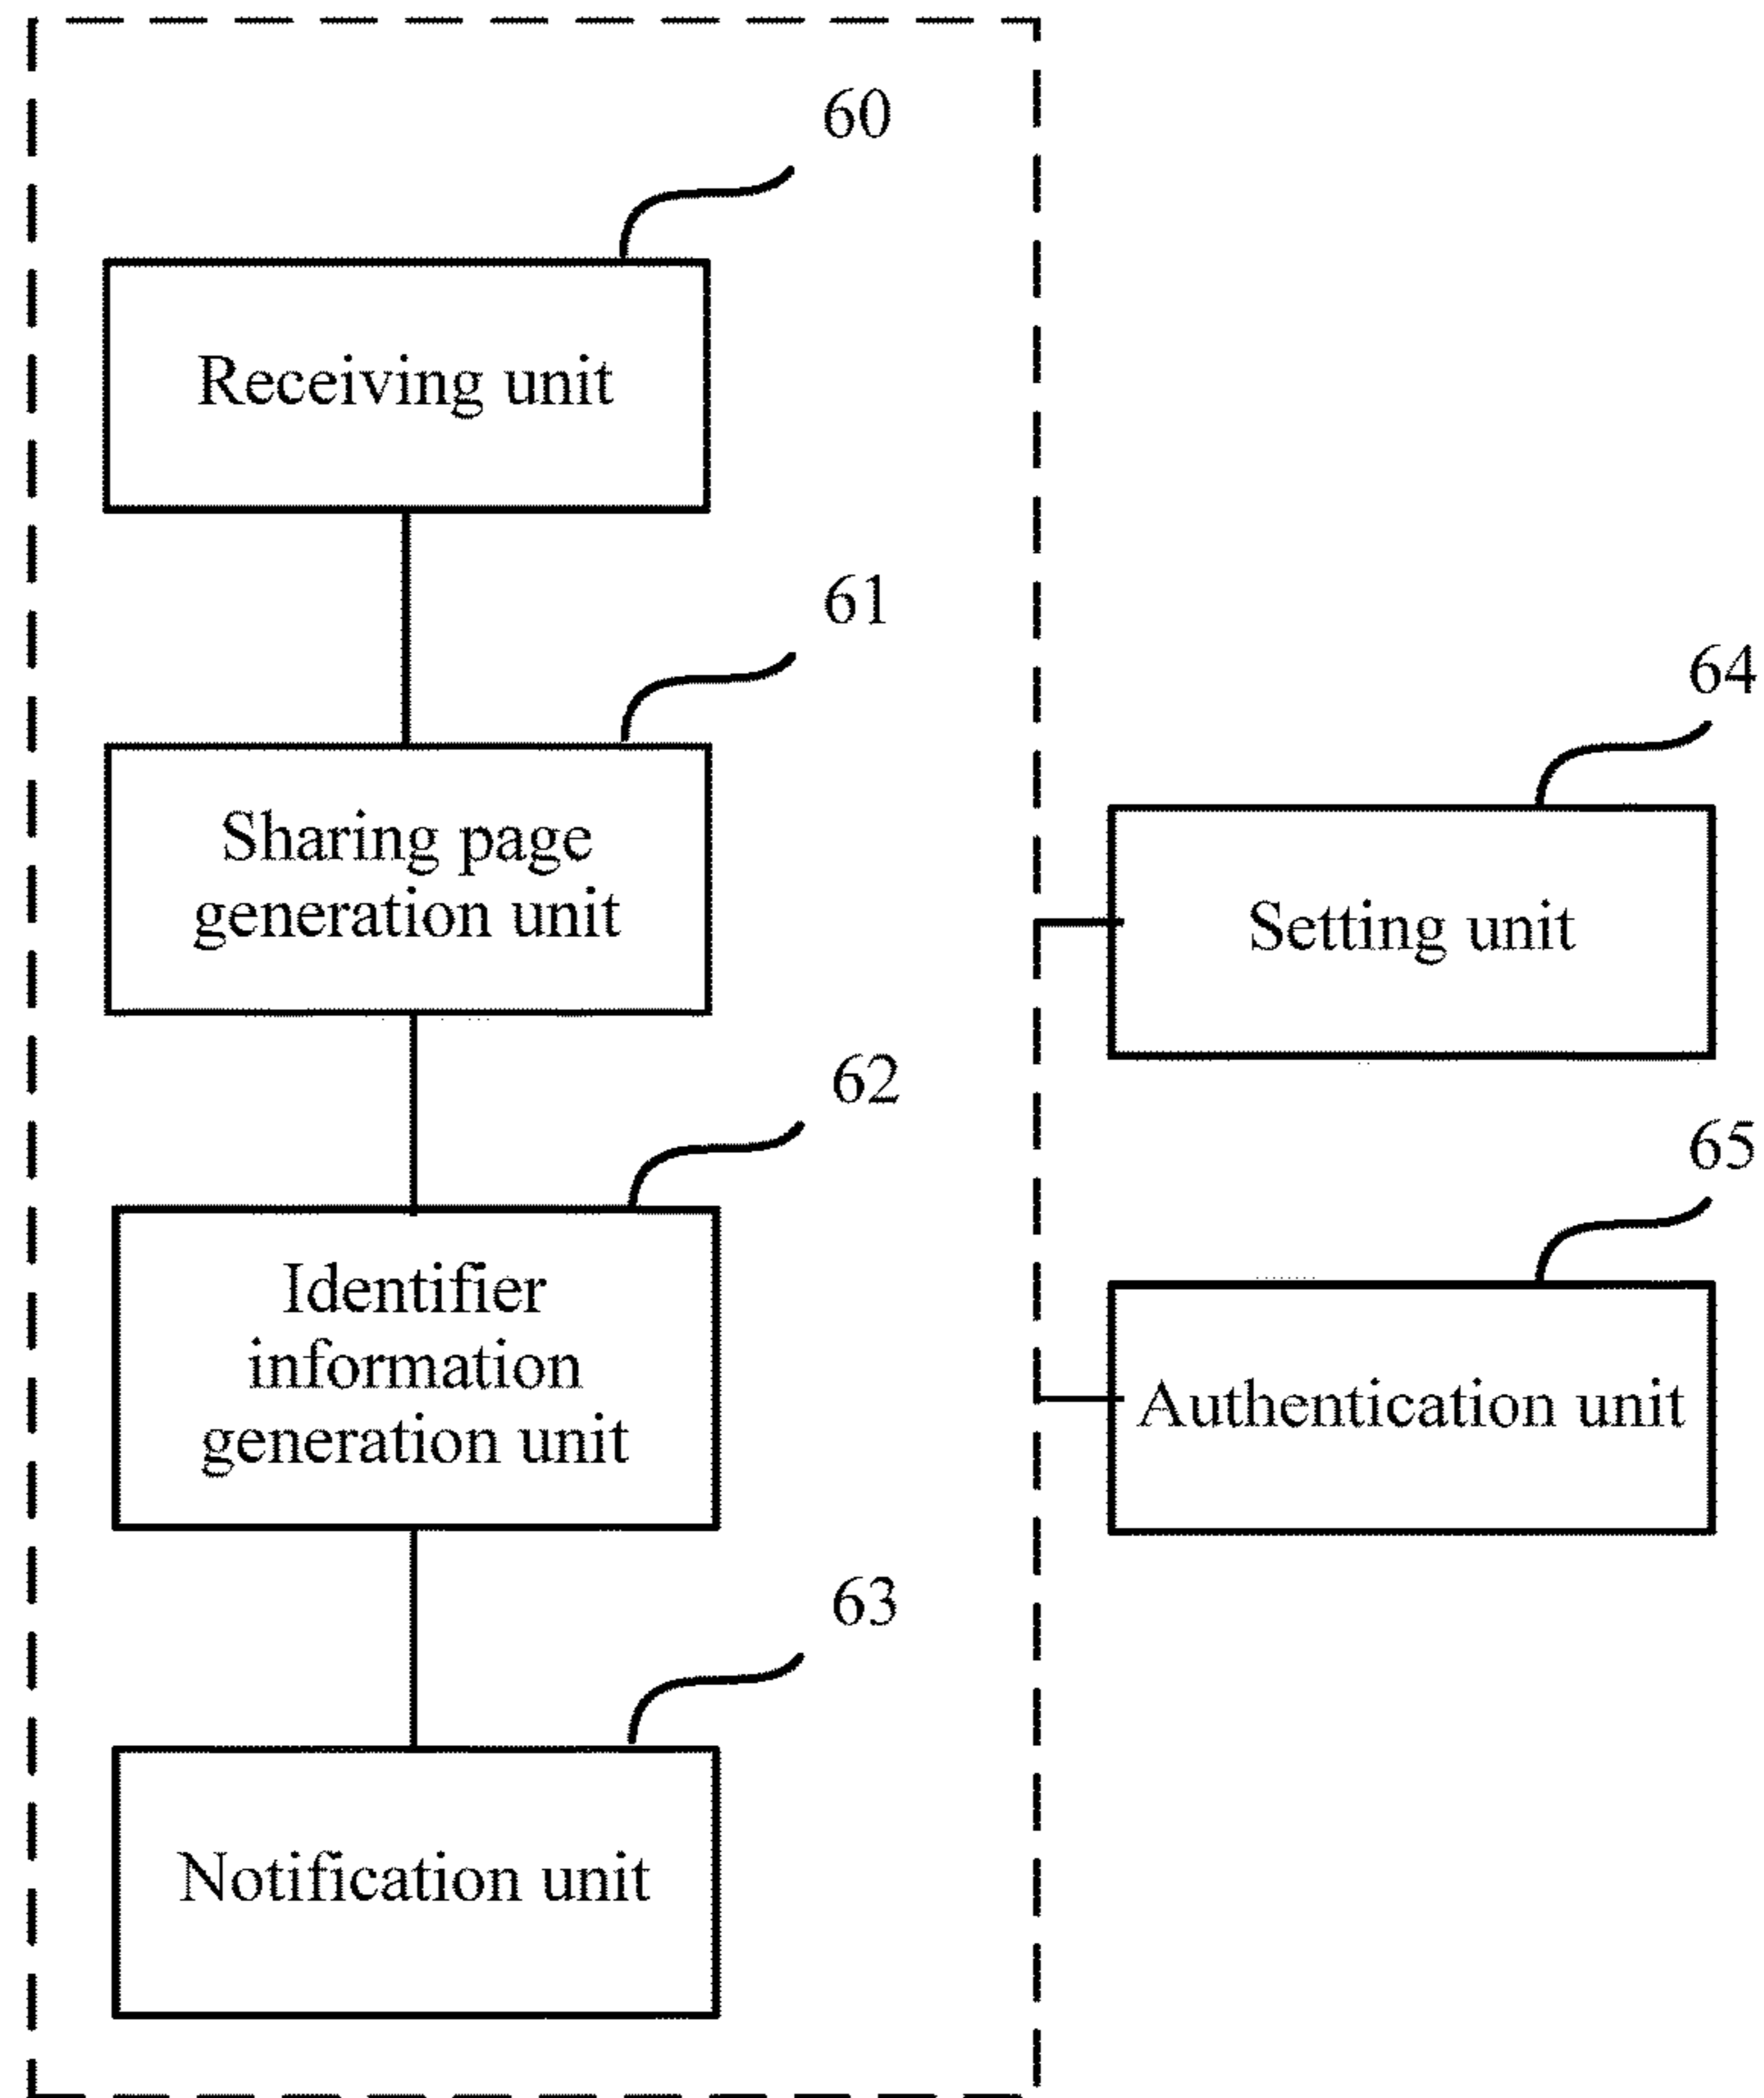 60
Receiving unit
61
Sharing page
generation unit
62
Identifier
information
generation unit
63
Notification unit
64
Setting unit
65
Authentication unit